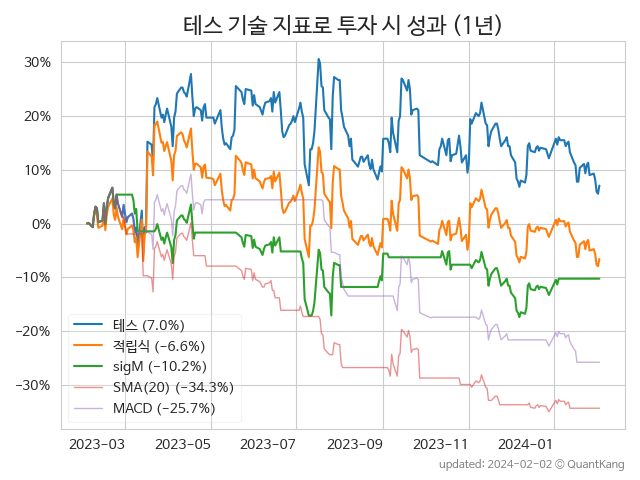 테스 기술 지표로 투자 시 성과 (1년)
30%
20%
10%
0%
−10%
−20%
−30%
테스 (7.0%)
적립식 (−6.6%)
sigM (−10.2%)
SMA(20) (−34.3%)
MACD (−25.7%)
2023−03 2023−05 2023−07 2023−09 2023−11 2024−01
updated: 2024−02−02 © QuantKang